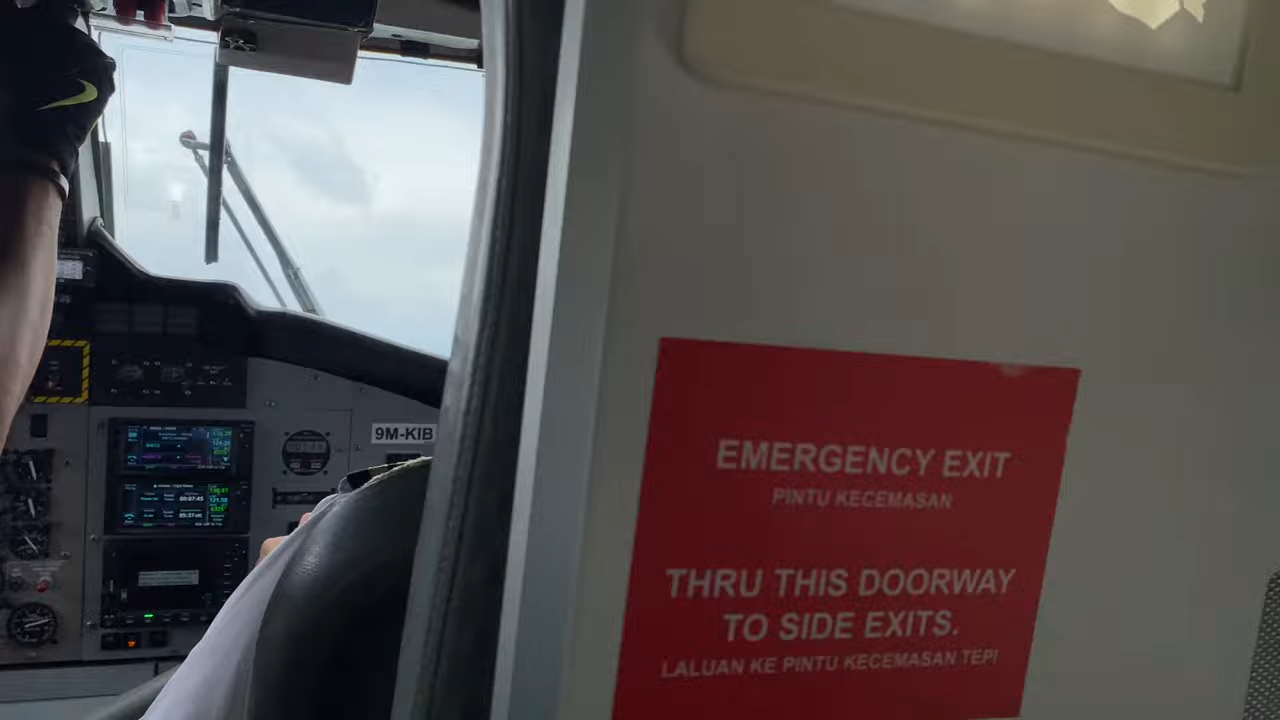 9M-KIB
EMERGENCY EXIT
PINTU KECEMASAN
THRU THIS DOORWAY
TO SIDE EXITS.
LALUAN KE PINTU KECEMASAN TEPI